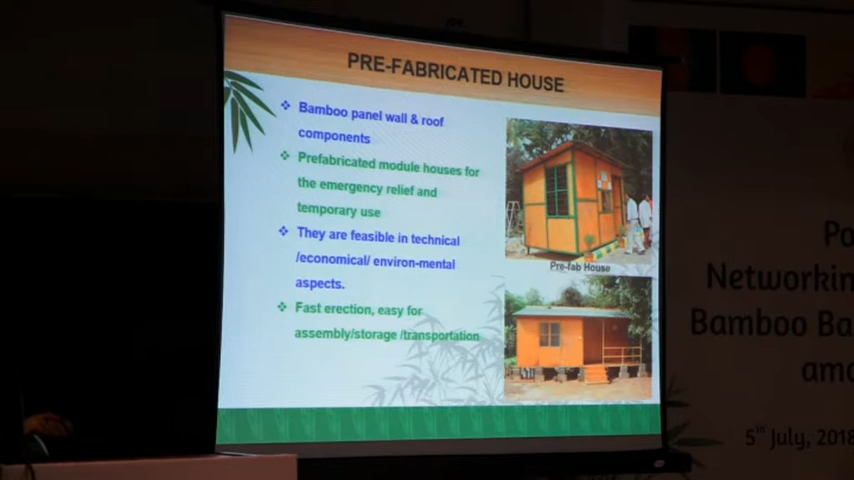 PRE-FABRICATED HOUSE
❖ Bamboo panel wall & roof
components
❖ Prefabricated module houses for
the emergency relief and
temporary use
❖ They are feasible in technical
/economical/ environ-mental
aspects.
❖ Fast erection, easy for
assembly/storage /transportation
Pre-fab House
Networkin
Bamboo Ba
5th July, 2018